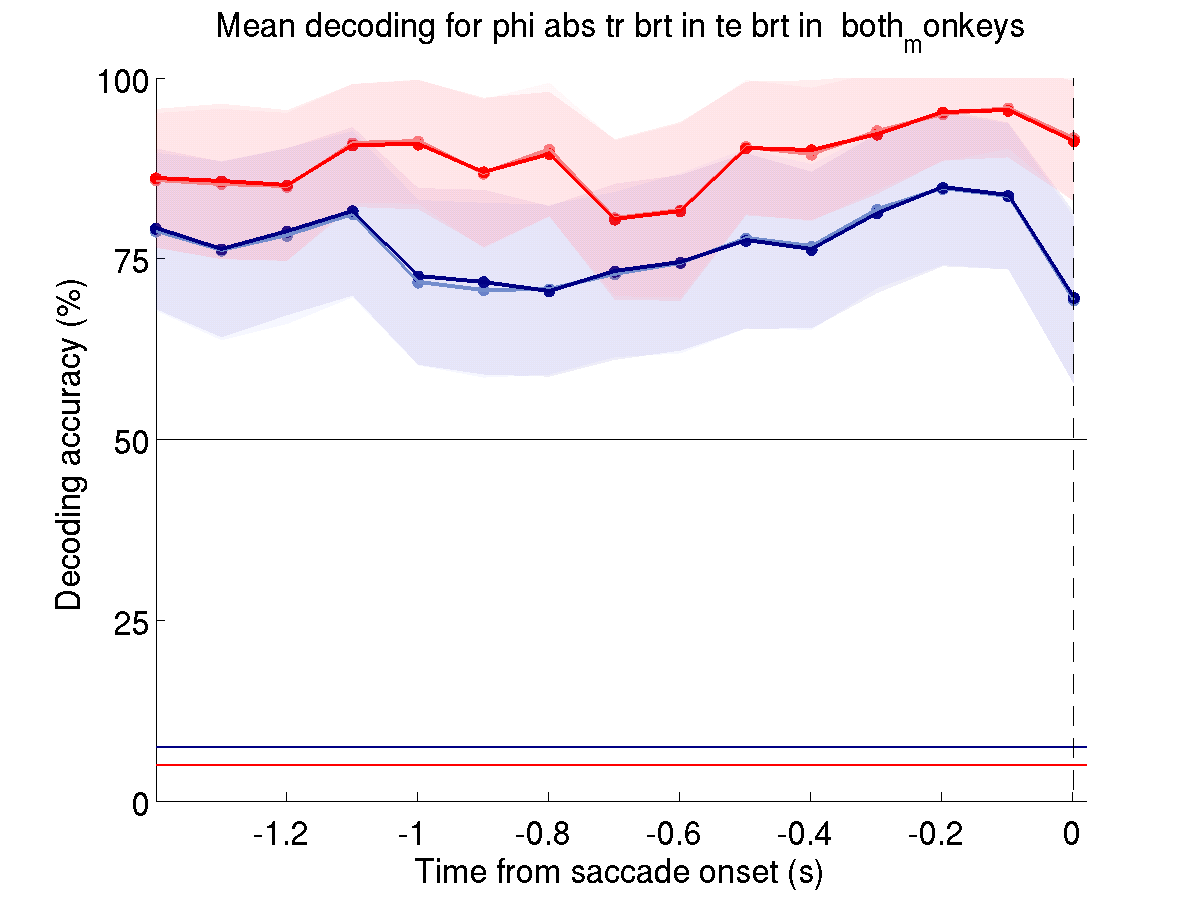 Mean decoding for phi abs tr brt in te brt in both_monkeys
100
75
50
25
0
Decoding accuracy (%)
-1.2 -1 -0.8 -0.6 -0.4 -0.2 0
Time from saccade onset (s)